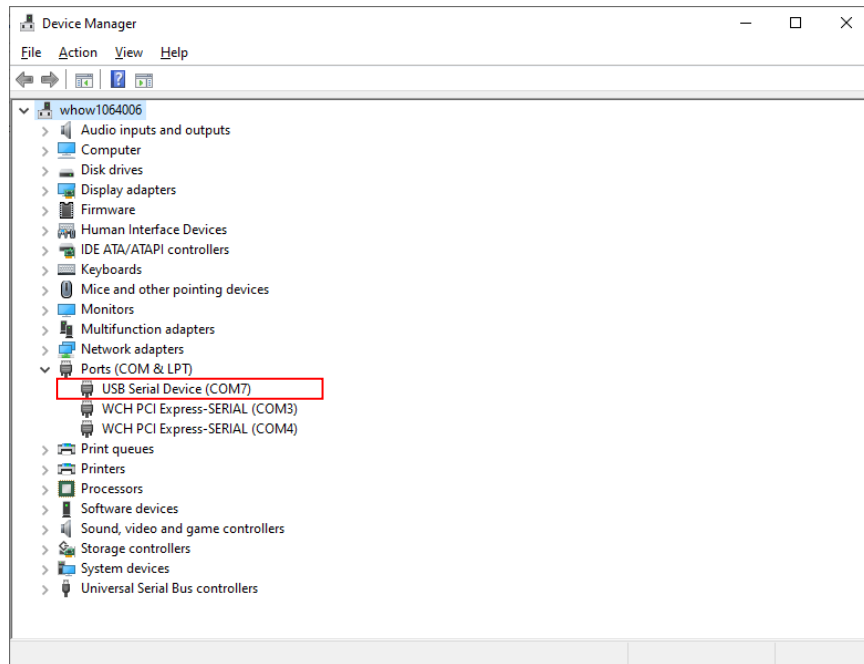 Device Manager
File Action View Help
whow1064006
Audio inputs and outputs
Computer
Disk drives
Display adapters
Firmware
Human Interface Devices
IDE ATA/ATAPI controllers
Keyboards
Mice and other pointing devices
Monitors
Multifunction adapters
Network adapters
Ports (COM & LPT)
USB Serial Device (COM7)
WCH PCI Express-SERIAL (COM3)
WCH PCI Express-SERIAL (COM4)
Print queues
Printers
Processors
Software devices
Sound, video and game controllers
Storage controllers
System devices
Universal Serial Bus controllers